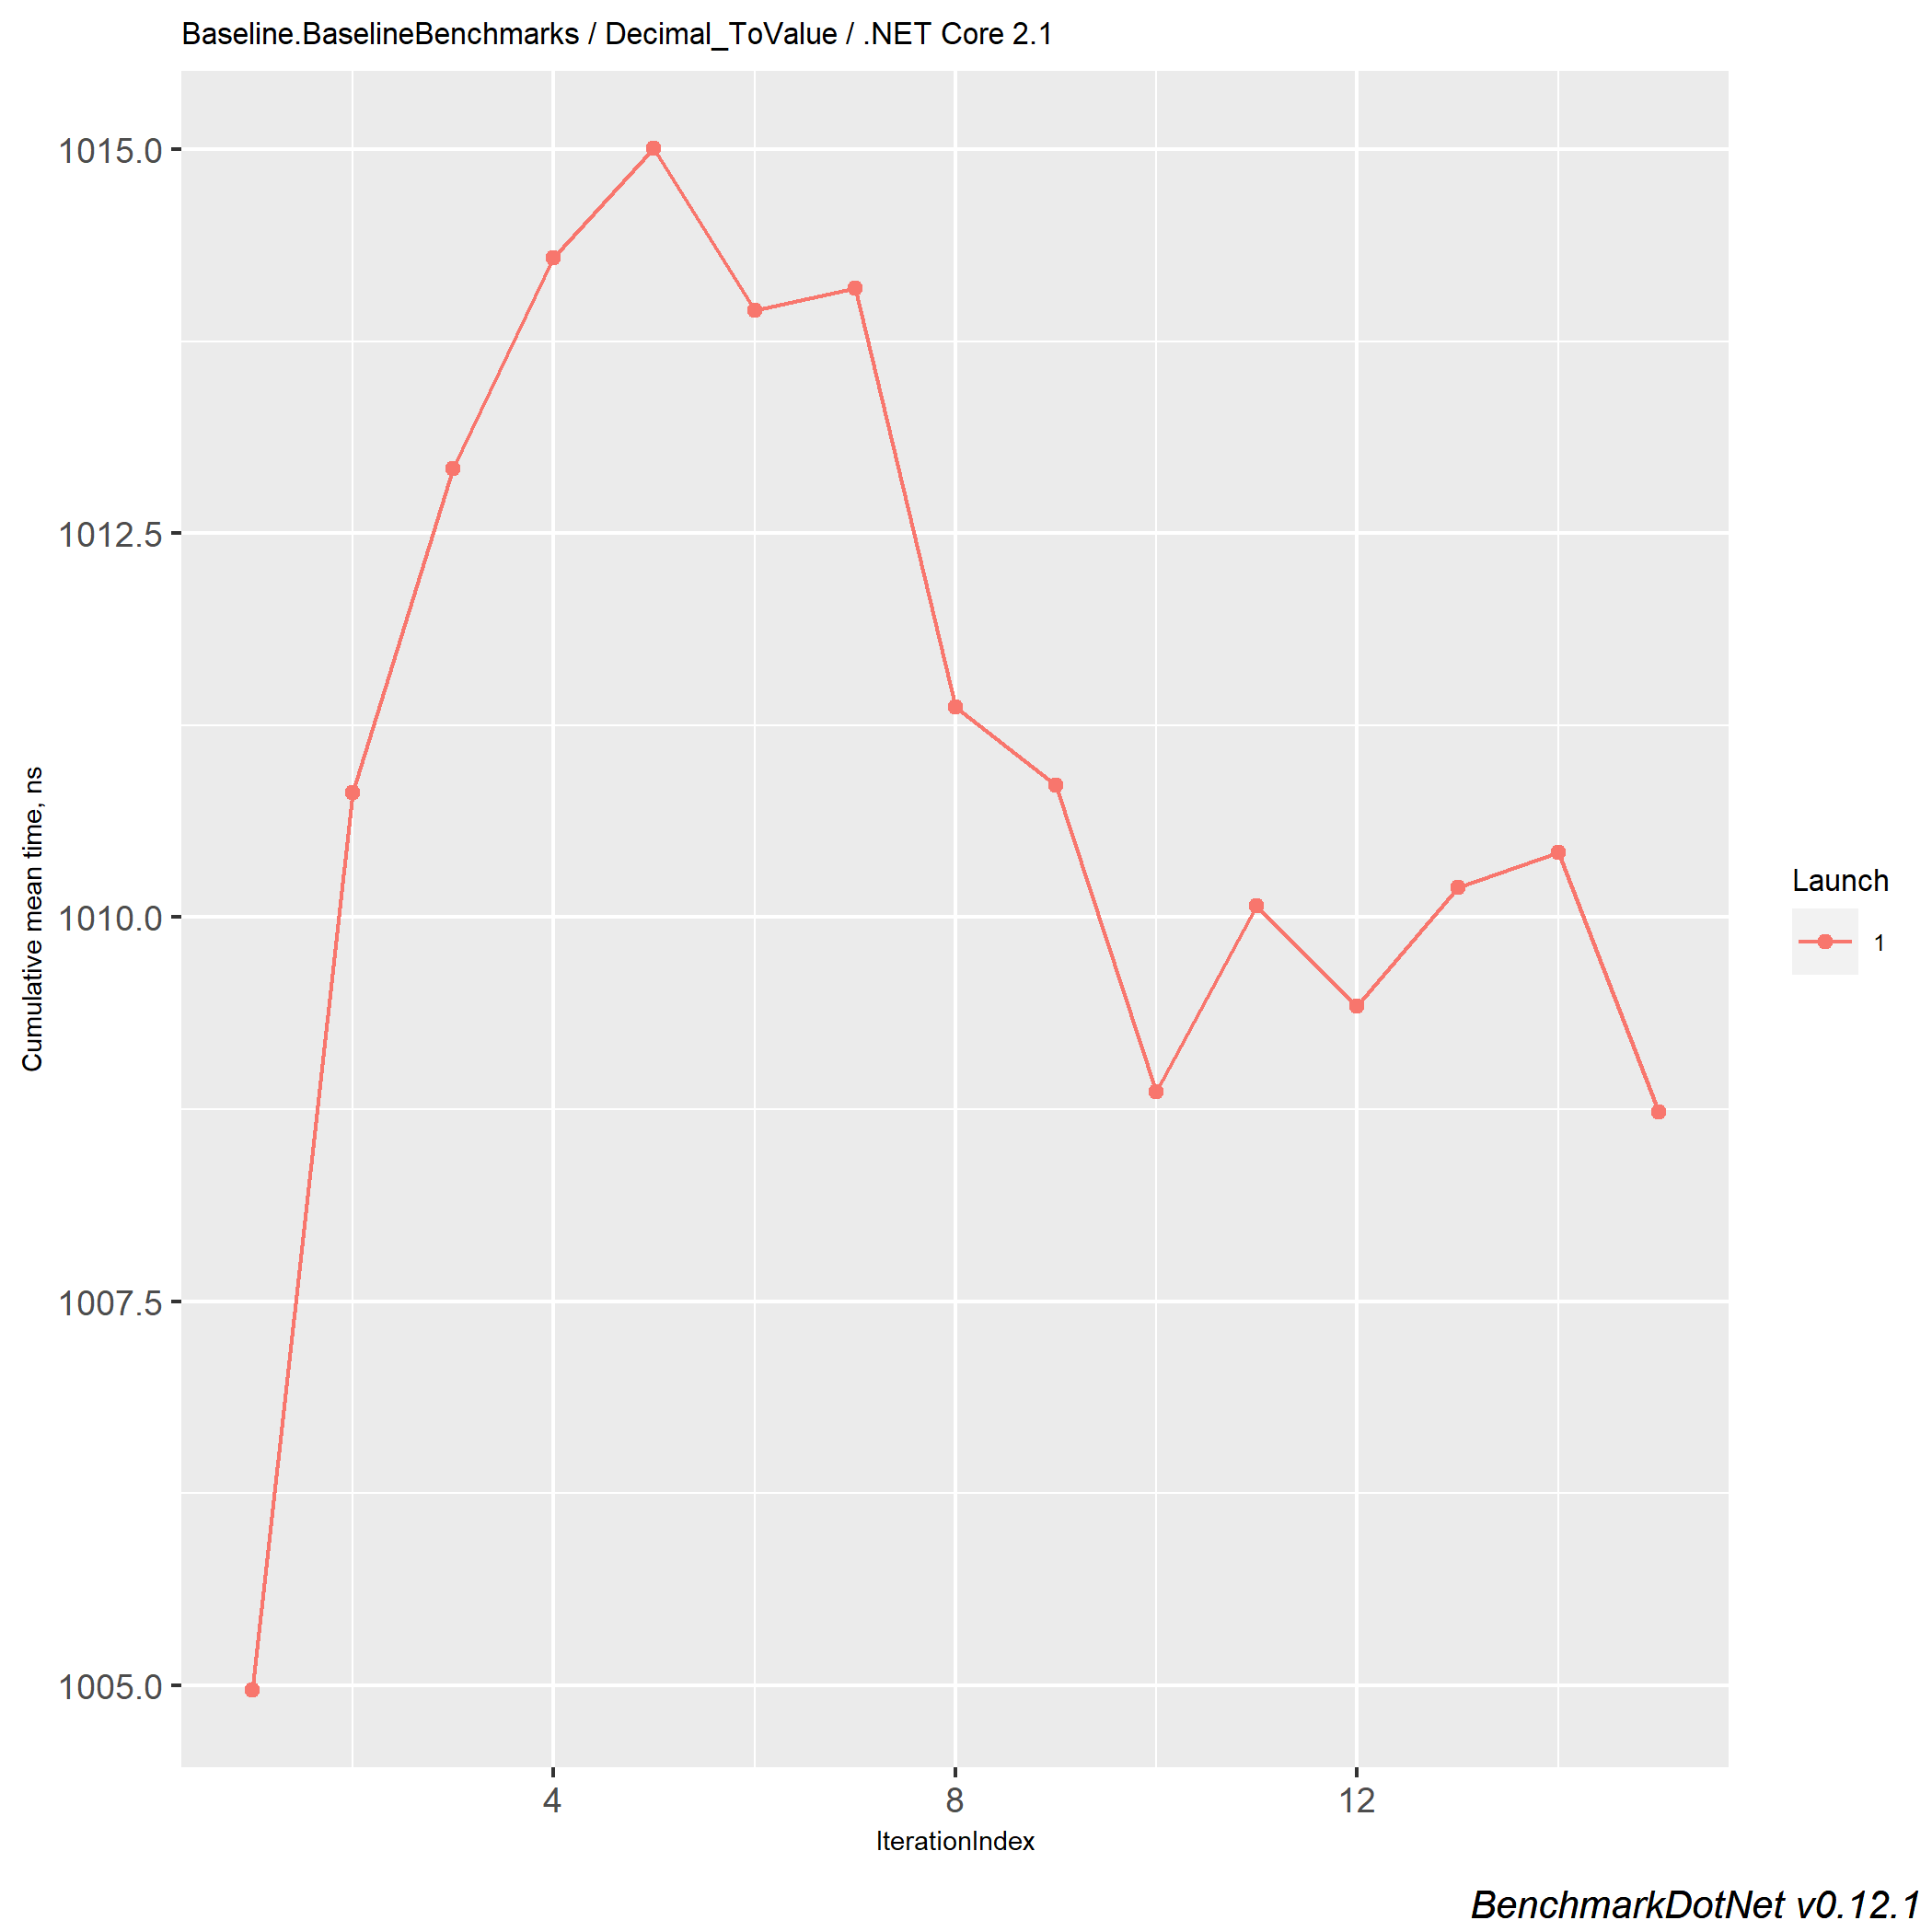 Baseline.BaselineBenchmarks / Decimal_ToValue / .NET Core 2.1
1015.0
1012.5
1010.0
1007.5
1005.0
Cumulative mean time, ns
4
8
12
IterationIndex
Launch
1
BenchmarkDotNet v0.12.1